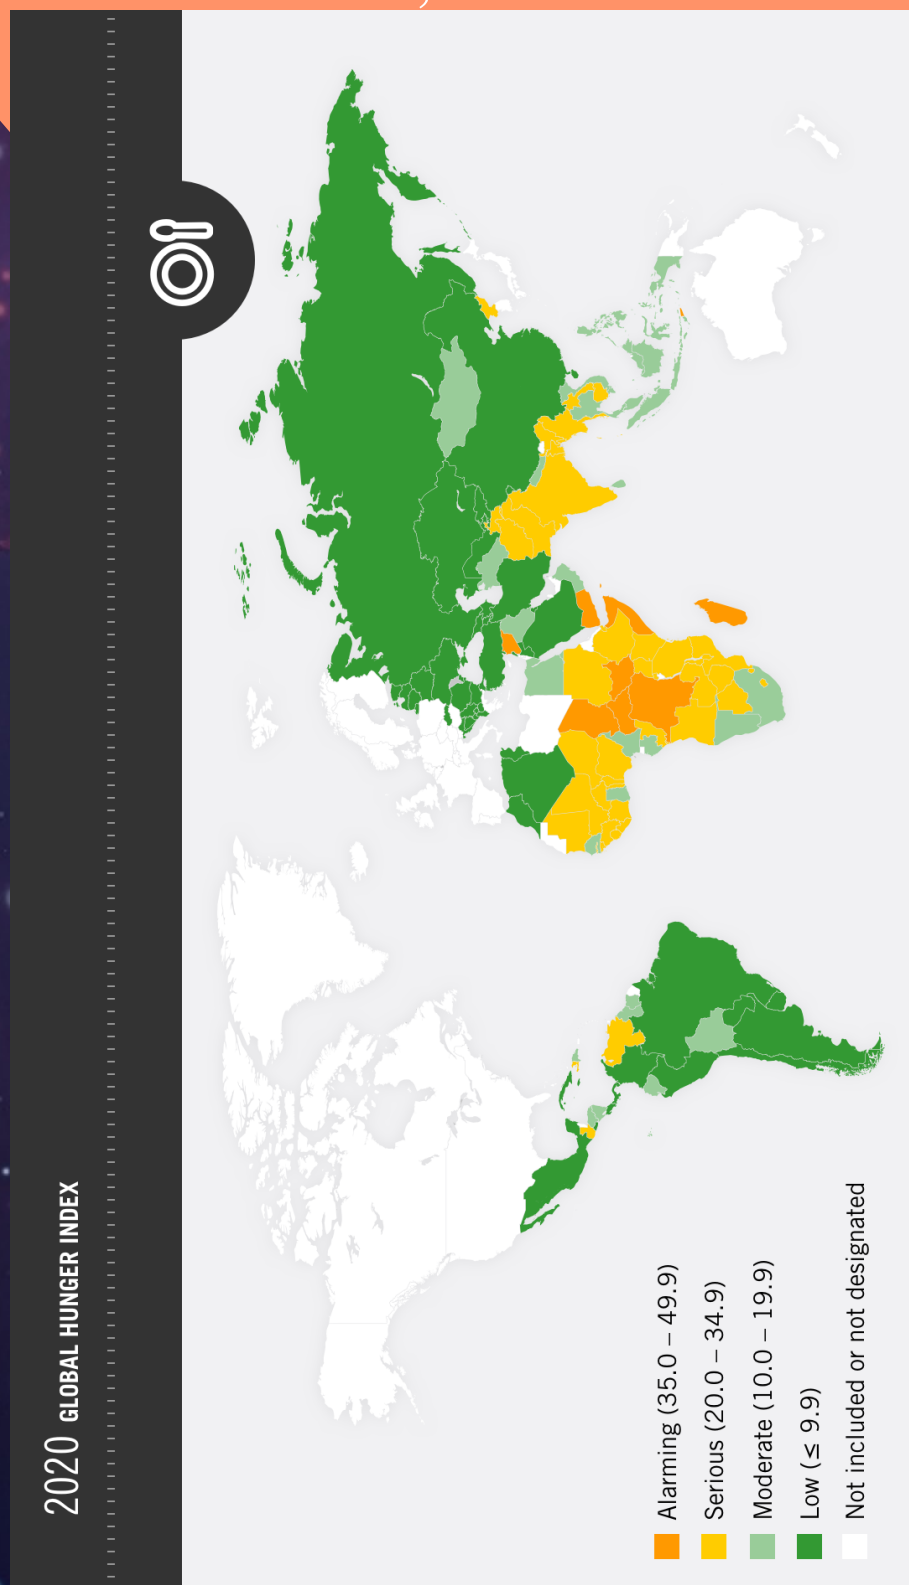 2020 GLOBAL HUNGER INDEX
Alarming (35.0 – 49.9)
Serious (20.0 – 34.9)
Moderate (10.0 – 19.9)
Low (≤ 9.9)
Not included or not designated